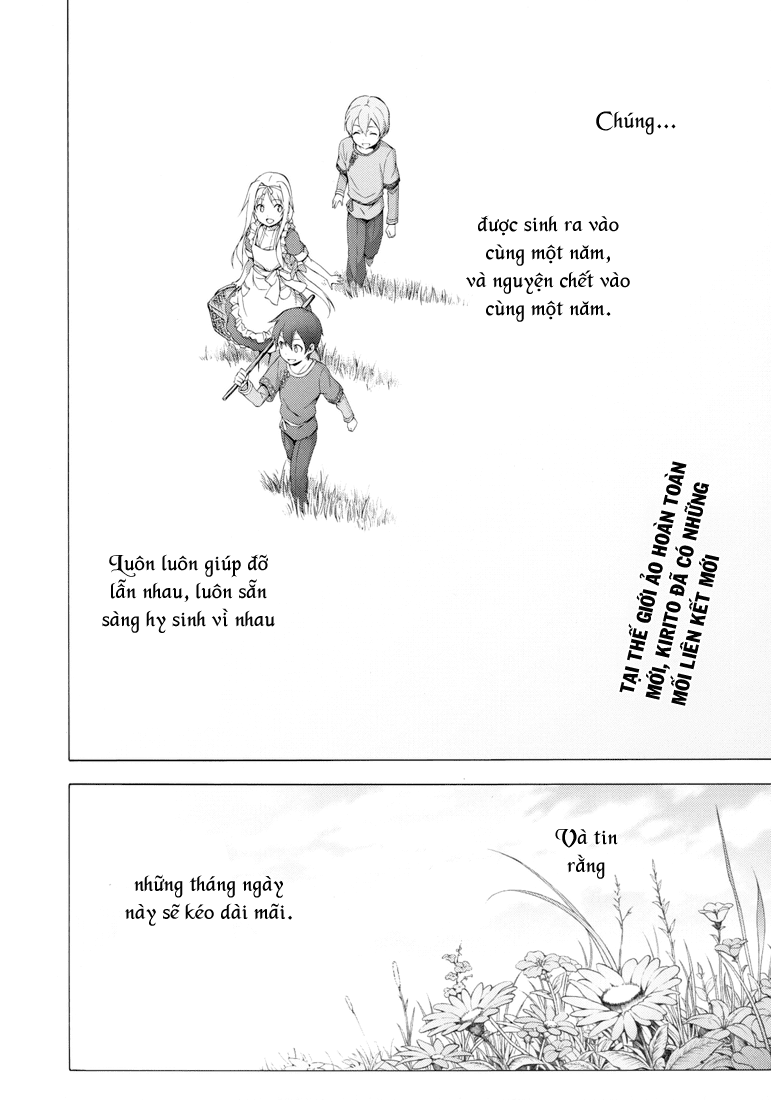 Chúng...
được sinh ra vào
cùng một năm,
và nguyện chết vào
cùng một năm.
Luôn luôn giúp đỡ
lẫn nhau, luôn sẵn
sàng hy sinh vì nhau
TẠI THẾ GIỚI ẢO HOÀN TOÀN
MỚI, KIRITO ĐÃ CÓ NHỮNG
MỐI LIÊN KẾT MỚI
Và tin
rằng
những tháng ngày
này sẽ kéo dài mãi.